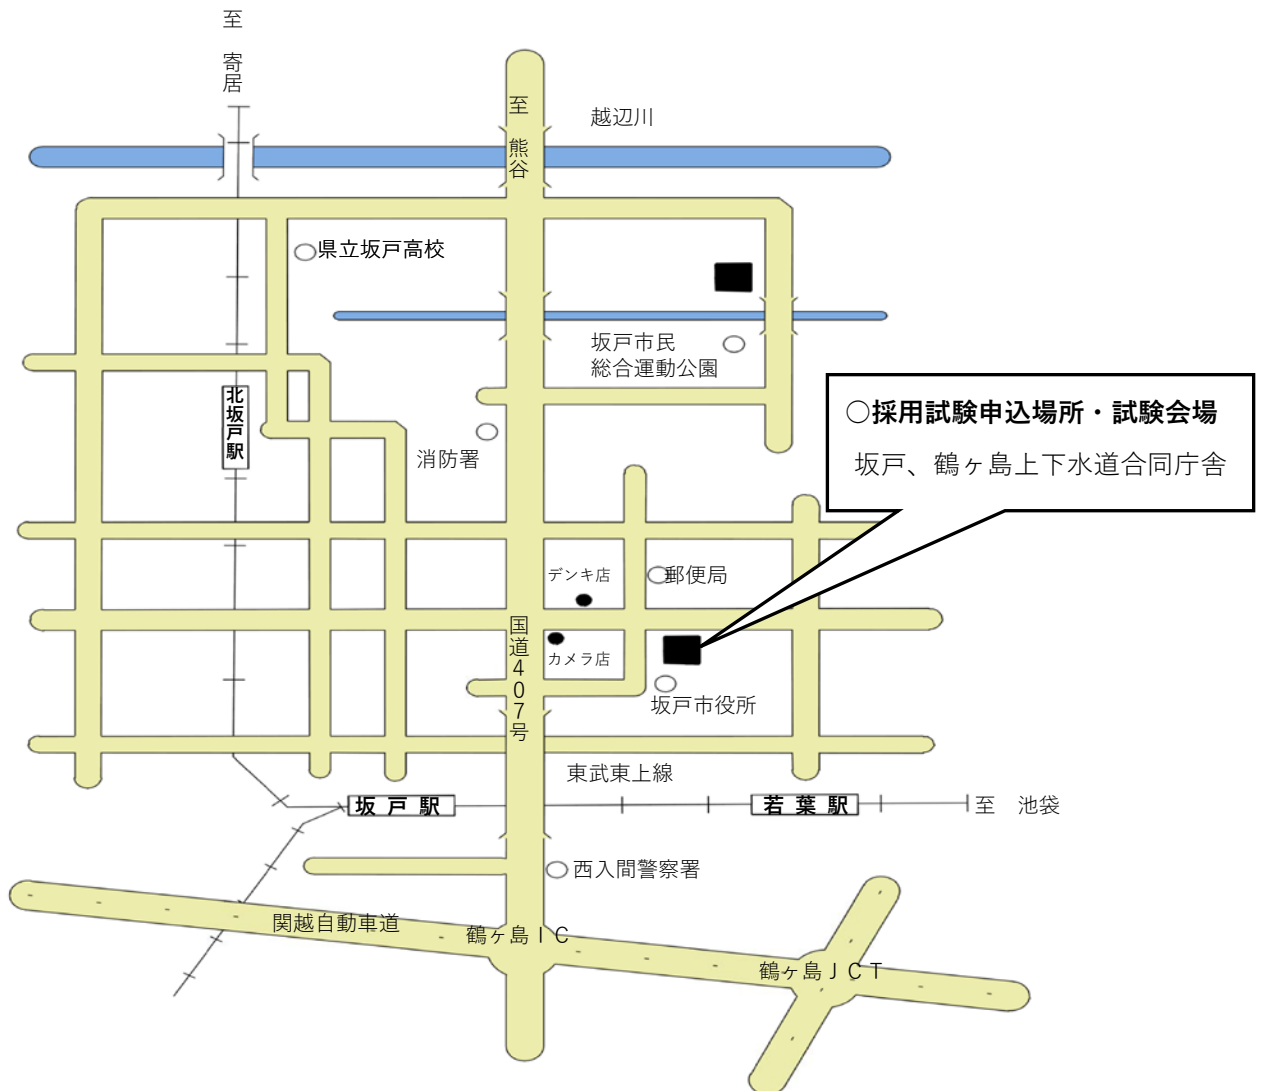 至　寄居
至　熊谷
越辺川
県立坂戸高校
坂戸市民
総合運動公園
北坂戸駅
○採用試験申込場所・試験会場
坂戸、鶴ヶ島上下水道合同庁舎
消防署
デンキ店
郵便局
国道407号
カメラ店
坂戸市役所
東武東上線
坂戸駅
若葉駅
至　池袋
西入間警察署
関越自動車道
鶴ヶ島ＩＣ
鶴ヶ島ＪＣＴ